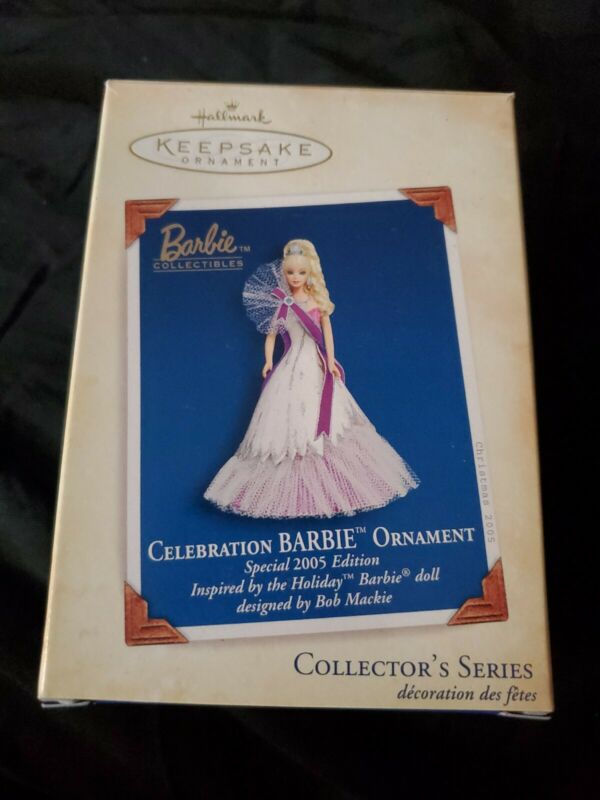 Hallmark
KEEPSAKE
ORNAMENT
Barbie™
COLLECTIBLES
Christmas 2005
CELEBRATION BARBIE™ ORNAMENT
Special 2005 Edition
Inspired by the Holiday™ Barbie® doll
designed by Bob Mackie
COLLECTOR'S SERIES
décoration des fêtes